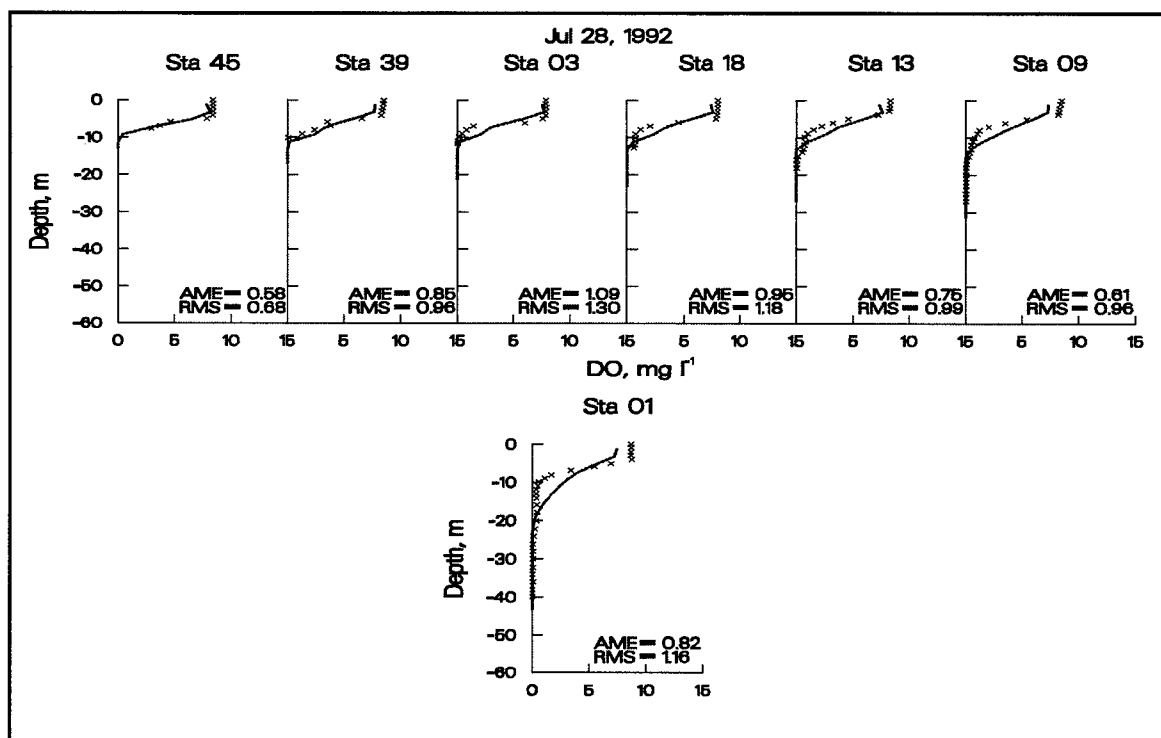 Jul 28, 1992
Sta 45 Sta 39 Sta 03 Sta 18 Sta 13 Sta 09
0
-10
-20
-30
-40
-50
-60
Depth, m
AME = 0.58
RMS = 0.68
AME = 0.85
RMS = 0.96
AME = 1.09
RMS = 1.30
AME = 0.95
RMS = 1.18
AME = 0.75
RMS = 0.99
AME = 0.61
RMS = 0.96
0 5 10 15 5 10 15 5 10 15 5 10 15 5 10 15 5 10 15
DO, mg l⁻¹
Sta 01
0
-10
-20
-30
-40
-50
-60
Depth, m
AME = 0.82
RMS = 1.16
0 5 10 15